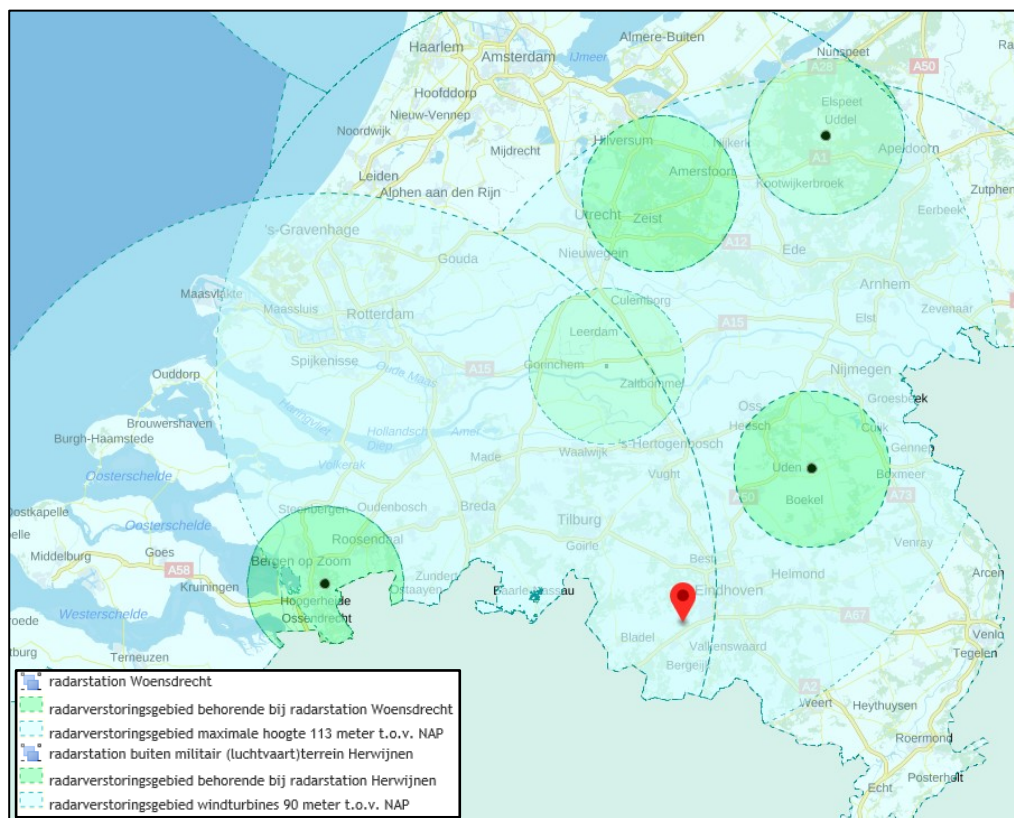 Almere-Buiten
Nunspeet
Haarlem
Amsterdam
IJmeer
A28
A50
Hoofddorp
Elspeet
Nieuw-Vennep
Uddel
Noordwijk
Hilversum
Nijkerk
Mijdrecht
Apeldoorn
A1
Leiden
Amersfoort
Kootwijkerbroek
Alphen aan den Rijn
Zutphen
Utrecht
Zeist
Eerbeek
's-Gravenhage
A12
Ede
Gouda
Nieuwegein
Arnhem
Maasvlakte
Culemborg
Maassluis
Rotterdam
A15
Elst
Zevenaar
Leerdam
Spijkenisse
Oude Maas
A15
Gorinchem
Nijmegen
Ouddorp
Zaltbommel
Groesbeek
Brouwershaven
Haringvliet
Oss
Burgh-Haamstede
Hollandsch Diep
Amer
Heesch
Cuijk
's-Hertogenbosch
Gennep
Made
Waalwijk
Oosterschelde
Volkerak
Vught
Uden
Boxmeer
A50
A73
Boekel
Steenbergen
Oudenbosch
Breda
Oostkapelle
Tilburg
Oosterschelde
Roosendaal
Goirle
Venray
Middelburg
Goes
Bergen op Zoom
Best
A58
Zundert
Helmond
Arcen
Kruiningen
Ostaayen
Baarle-Nassau
Eindhoven
Hoogerheide
Westerschelde
Ossendrecht
A67
Bladel
Venlo
Valkenswaard
Tegelen
Terneuzen
Bergeijk
A2
Weert
Heythuysen
Roermond
Posterholt
Echt
radarstation Woensdrecht
radarverstoringsgebied behorende bij radarstation Woensdrecht
radarverstoringsgebied maximale hoogte 113 meter t.o.v. NAP
radarstation buiten militair (luchtvaart)terrein Herwijnen
radarverstoringsgebied behorende bij radarstation Herwijnen
radarverstoringsgebied windturbines 90 meter t.o.v. NAP